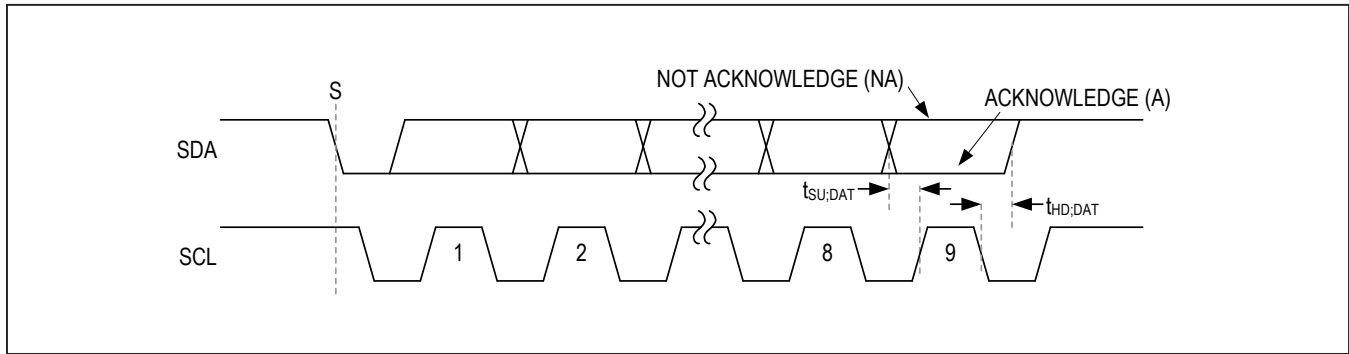 S
NOT ACKNOWLEDGE (NA)
ACKNOWLEDGE (A)
SDA
tSU;DAT
tHD;DAT
SCL
1
2
8
9